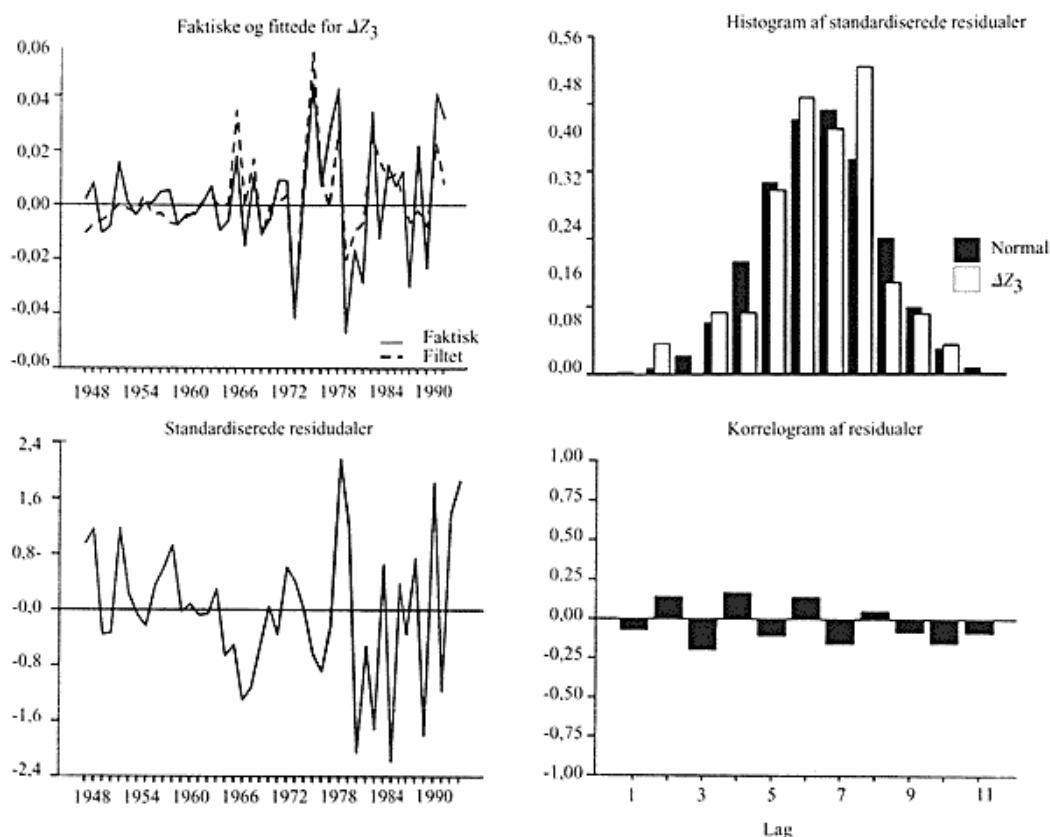 Faktiske og fittede for ΔZ3
0,06
0,04
0,02
0,00
-0,02
-0,04
-0,06
Faktisk
Filtet
1948 1954 1960 1966 1972 1978 1984 1990
Histogram af standardiserede residualer
0,56
0,48
0,40
0,32
0,24
0,16
0,08
0,00
Normal
ΔZ3
Standardiserede residudaler
2,4
1,6
0,8-
-0,0
-0,8
-1,6
-2,4
1948 1954 1960 1966 1972 1978 1984 1990
Korrelogram af residualer
1,00
0,75
0,50
0,25
0,00
-0,25
-0,50
-0,75
-1,00
1 3 5 7 9 11
Lag